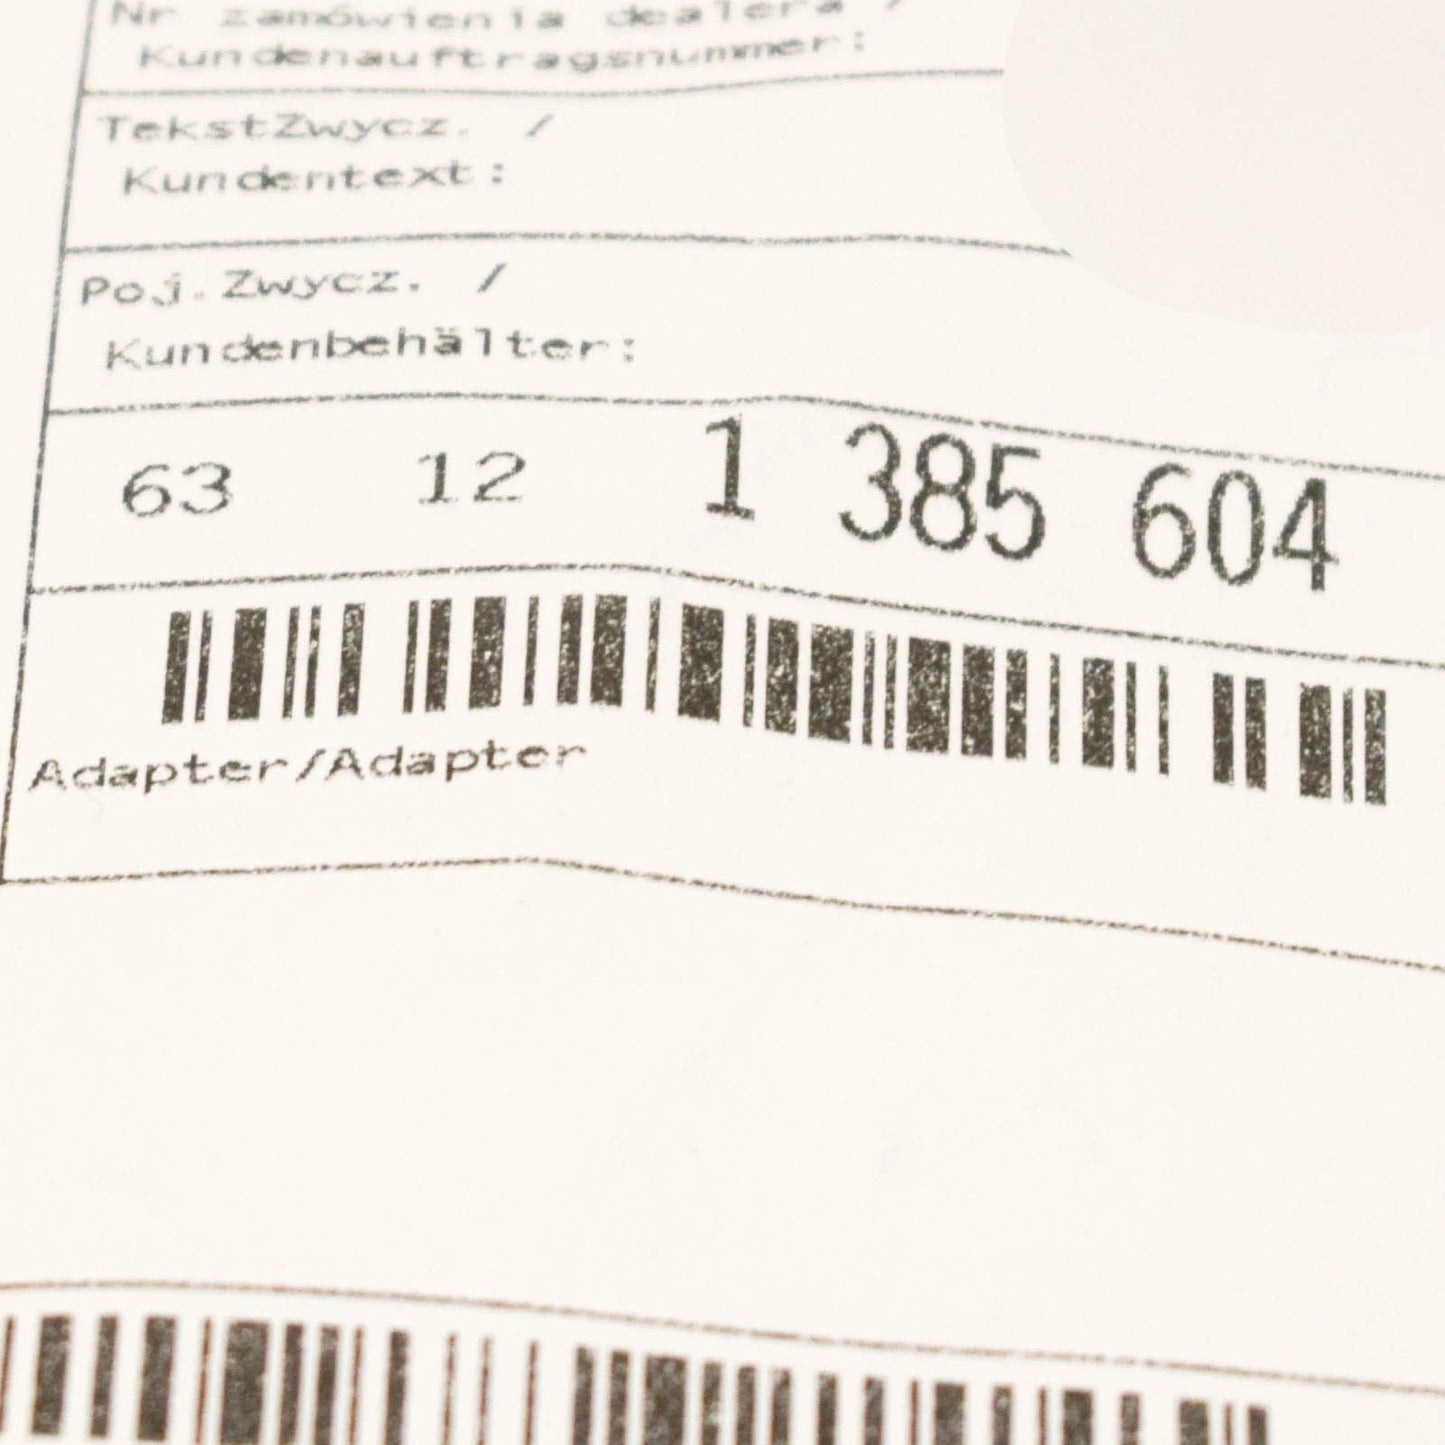 Nr zamówienia dealera /
Kundenauftragsnummer:
TekstZwycz. /
Kundentext:
Poj.Zwycz. /
Kundenbehälter:
63 12 1 385 604
Adapter/Adapter